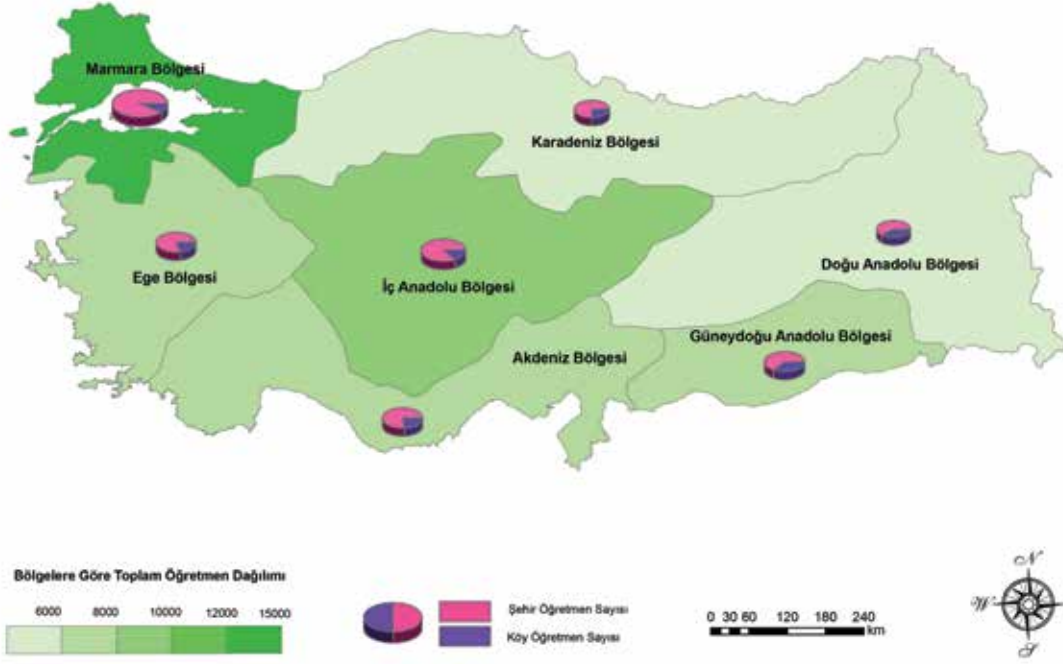 Marmara Bölgesi
Karadeniz Bölgesi
Ege Bölgesi
İç Anadolu Bölgesi
Doğu Anadolu Bölgesi
Güneydoğu Anadolu Bölgesi
Akdeniz Bölgesi
Bölgelere Göre Toplam Öğretmen Dağılımı
6000 8000 10000 12000 15000
Şehir Öğretmen Sayısı
Köy Öğretmen Sayısı
0 30 60 120 180 240
km
N
W
S